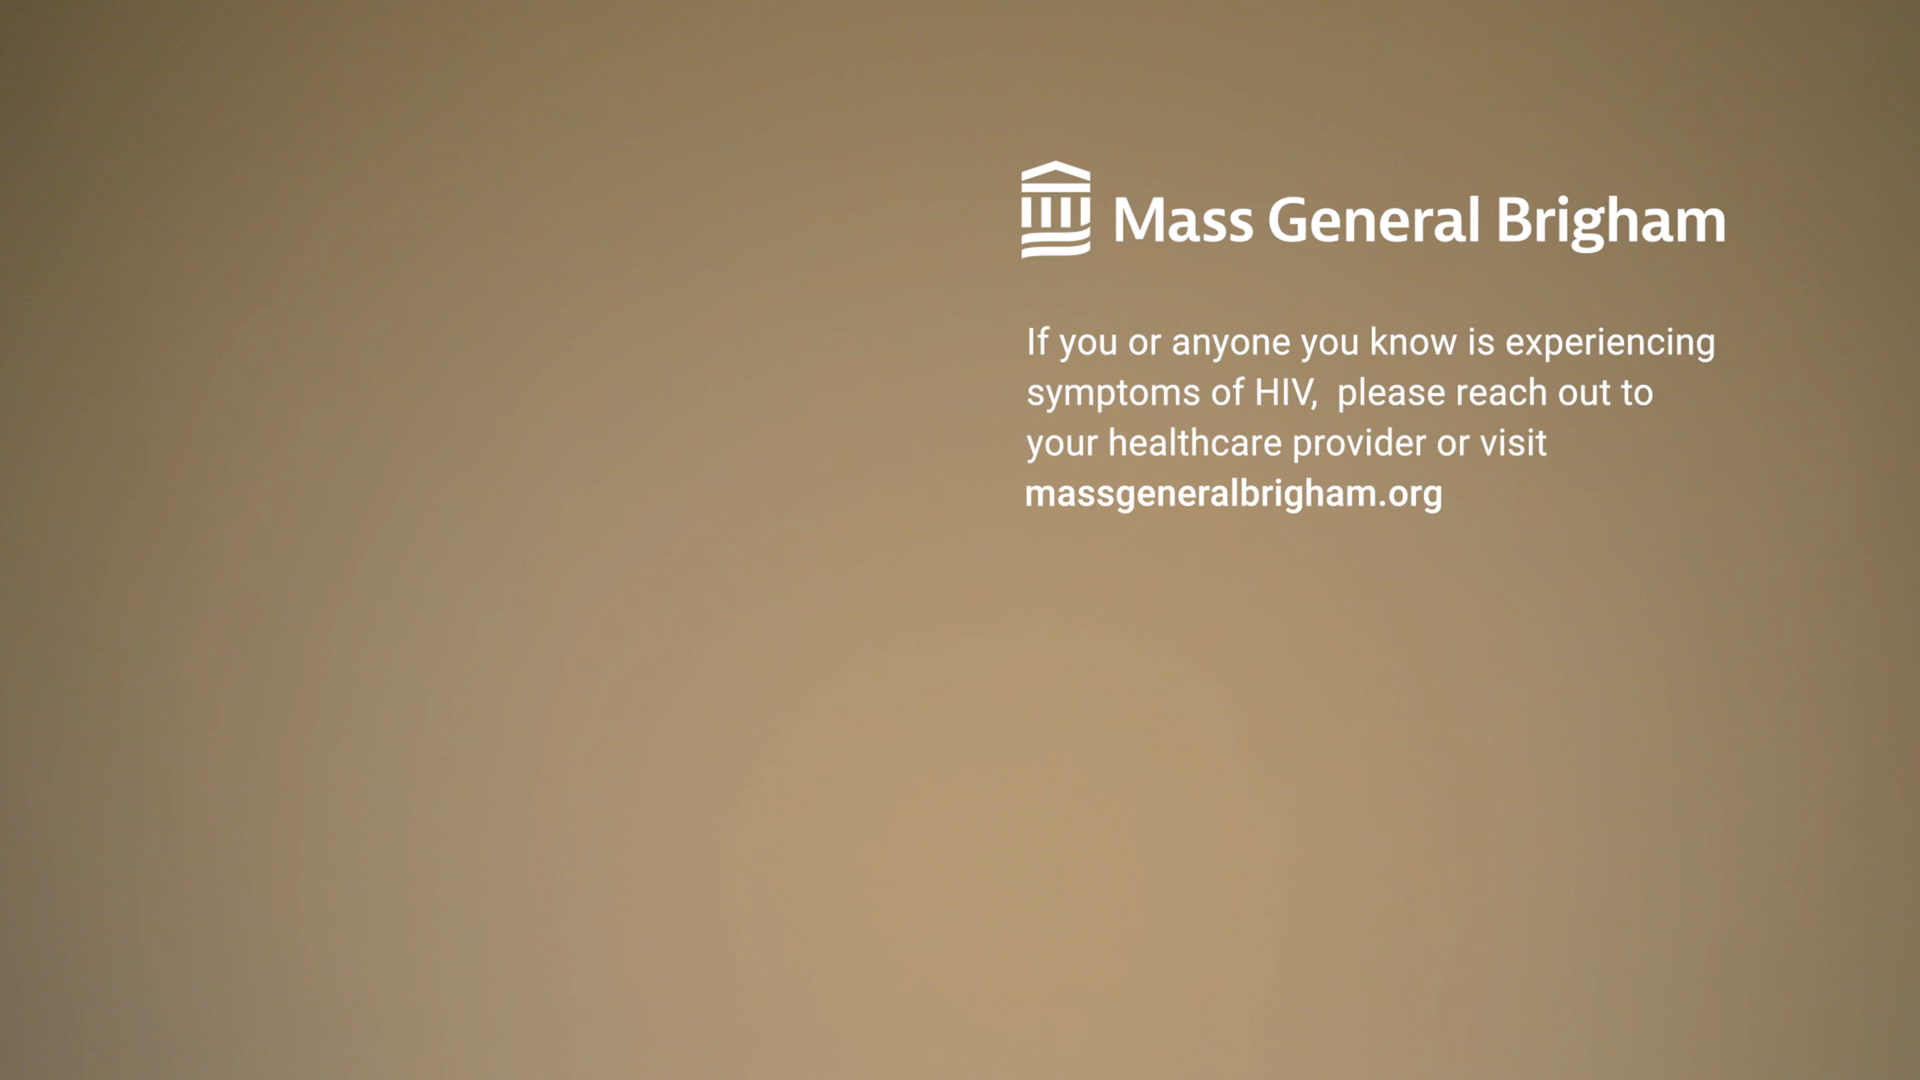 Mass General Brigham
If you or anyone you know is experiencing
symptoms of HIV,  please reach out to
your healthcare provider or visit
massgeneralbrigham.org